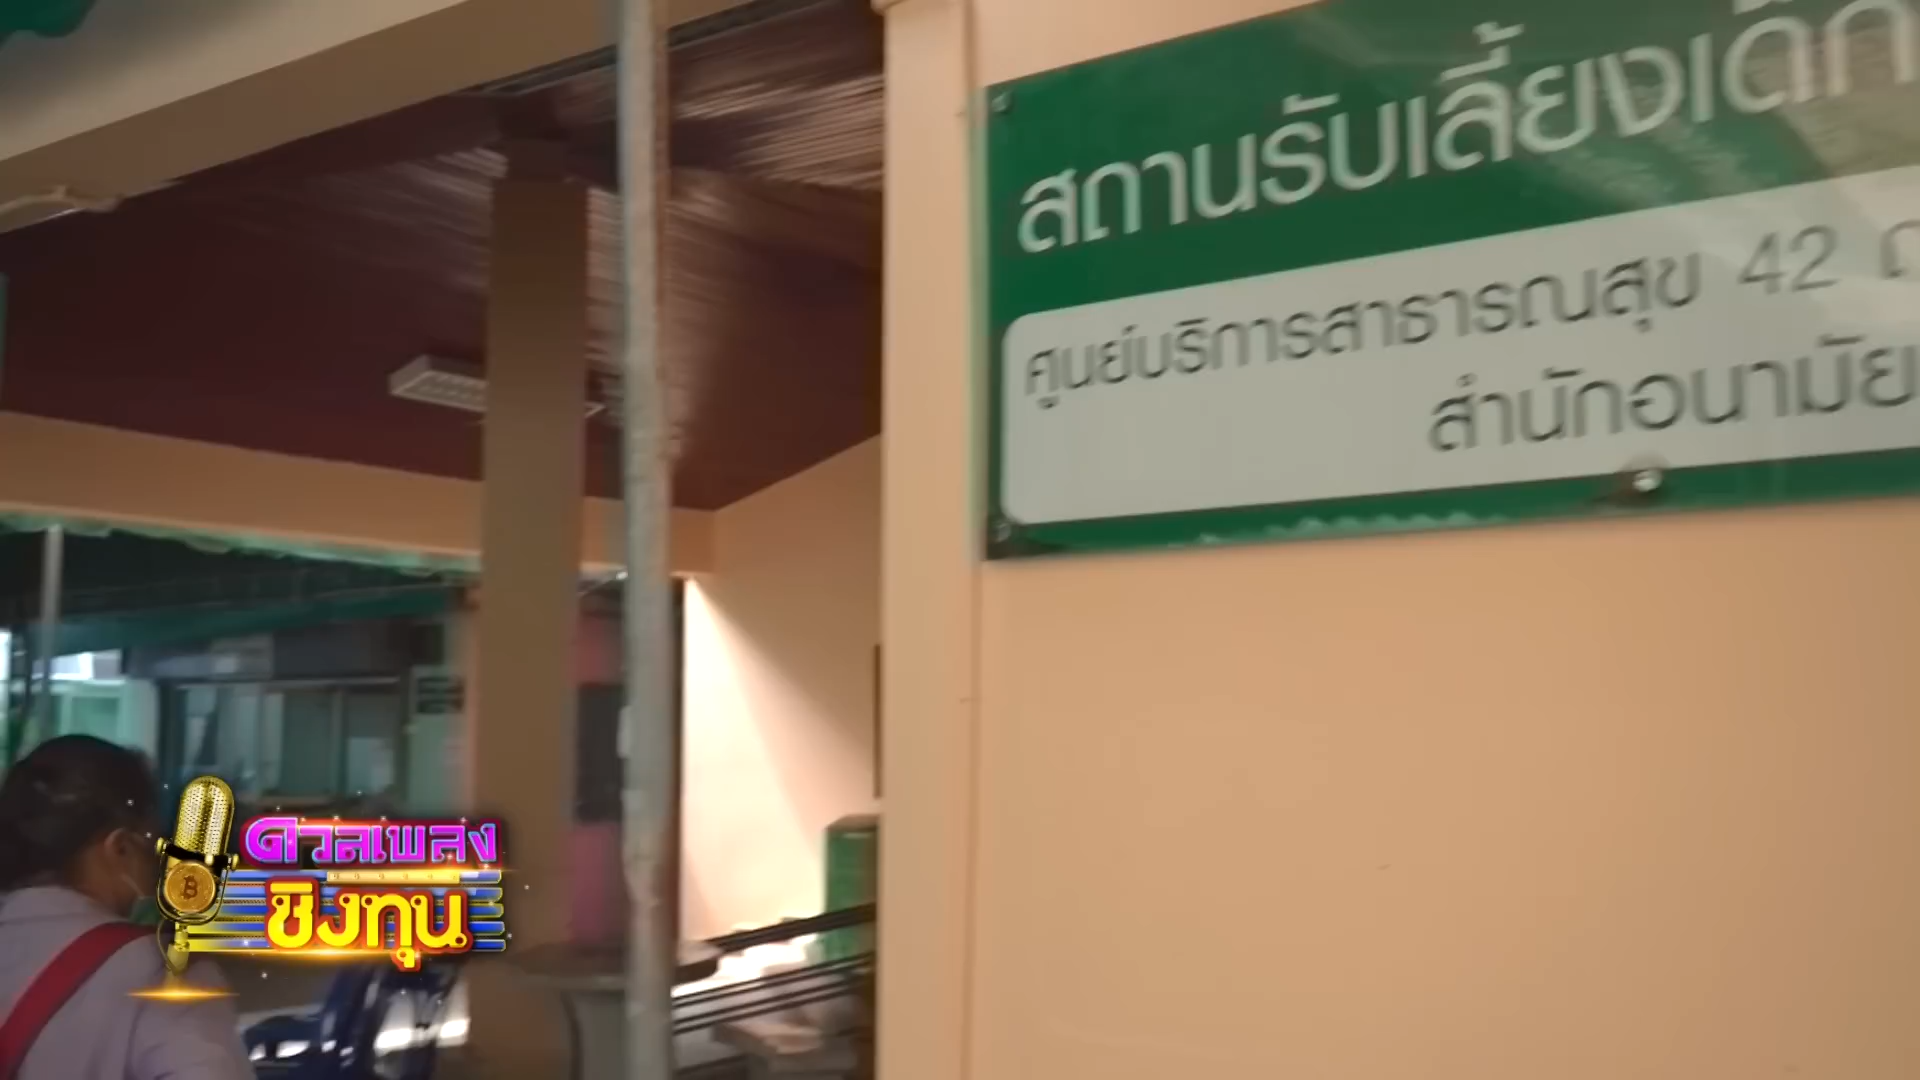 สถานรับเลี้ยงเด็ก
ศูนย์บริการสาธารณสุข 42
สำนักอนามัย
ดวลเพลง
ชิงทุน